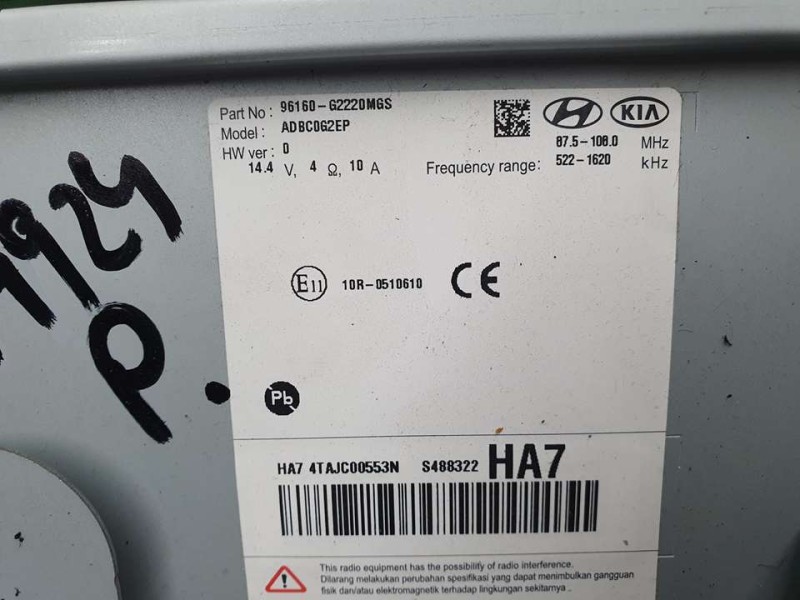 Part No : 96160-G2220MGS
Model : ADBC0G2EP
HW ver : 0
14.4 V, 4 Ω, 10 A
KIA
87.5-108.0 MHz
Frequency range: 522-1620 kHz
E11 10R-0510610 CE
Pb
HA7 4TAJC00553N S488322 HA7
This radio equipment has the possibility of radio interference.
Dilarang melakukan perubahan spesifikasi yang dapat menimbulkan gangguan
fisik dan/atau elektromagnetik terhadap lingkungan sekitarnya .
924
P.